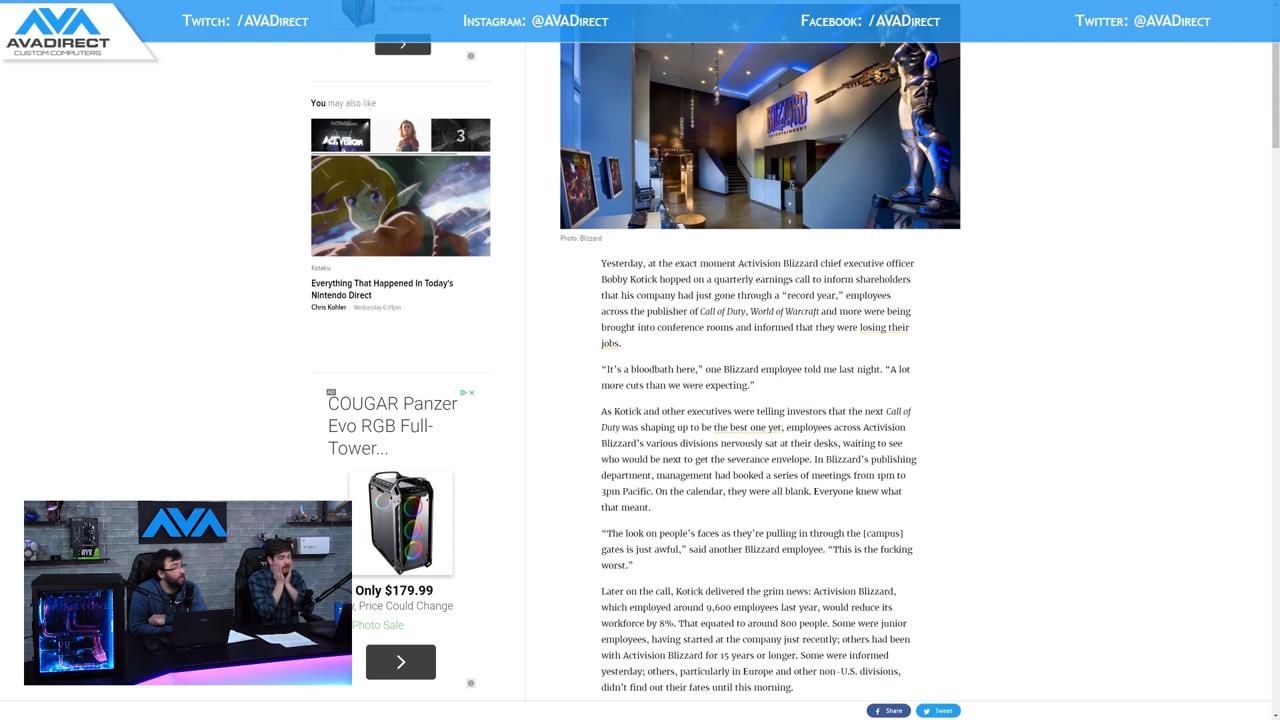 AVADIRECT
CUSTOM COMPUTERS
TWITCH: /AVADIRECT
INSTAGRAM: @AVADIRECT
FACEBOOK: /AVADIRECT
TWITTER: @AVADIRECT
You may also like
ACTIVISION
3
Kotaku
Everything That Happened In Today's
Nintendo Direct
Chris Kohler Wednesday 6:01pm
AD
COUGAR Panzer
Evo RGB Full-
Tower...
Only $179.99
, Price Could Change
Photo Sale
AVA
BLIZZARD
ENTERTAINMENT
Photo: Blizzard
Yesterday, at the exact moment Activision Blizzard chief executive officer
Bobby Kotick hopped on a quarterly earnings call to inform shareholders
that his company had just gone through a “record year,” employees
across the publisher of Call of Duty, World of Warcraft and more were being
brought into conference rooms and informed that they were losing their
jobs.
“It’s a bloodbath here,” one Blizzard employee told me last night. “A lot
more cuts than we were expecting.”
As Kotick and other executives were telling investors that the next Call of
Duty was shaping up to be the best one yet, employees across Activision
Blizzard’s various divisions nervously sat at their desks, waiting to see
who would be next to get the severance envelope. In Blizzard’s publishing
department, management had booked a series of meetings from 1pm to
3pm Pacific. On the calendar, they were all blank. Everyone knew what
that meant.
“The look on people’s faces as they’re pulling in through the [campus]
gates is just awful,” said another Blizzard employee. “This is the fucking
worst.”
Later on the call, Kotick delivered the grim news: Activision Blizzard,
which employed around 9,600 employees last year, would reduce its
workforce by 8%. That equated to around 800 people. Some were junior
employees, having started at the company just recently; others had been
with Activision Blizzard for 15 years or longer. Some were informed
yesterday; others, particularly in Europe and other non-U.S. divisions,
didn’t find out their fates until this morning.
Share
Tweet